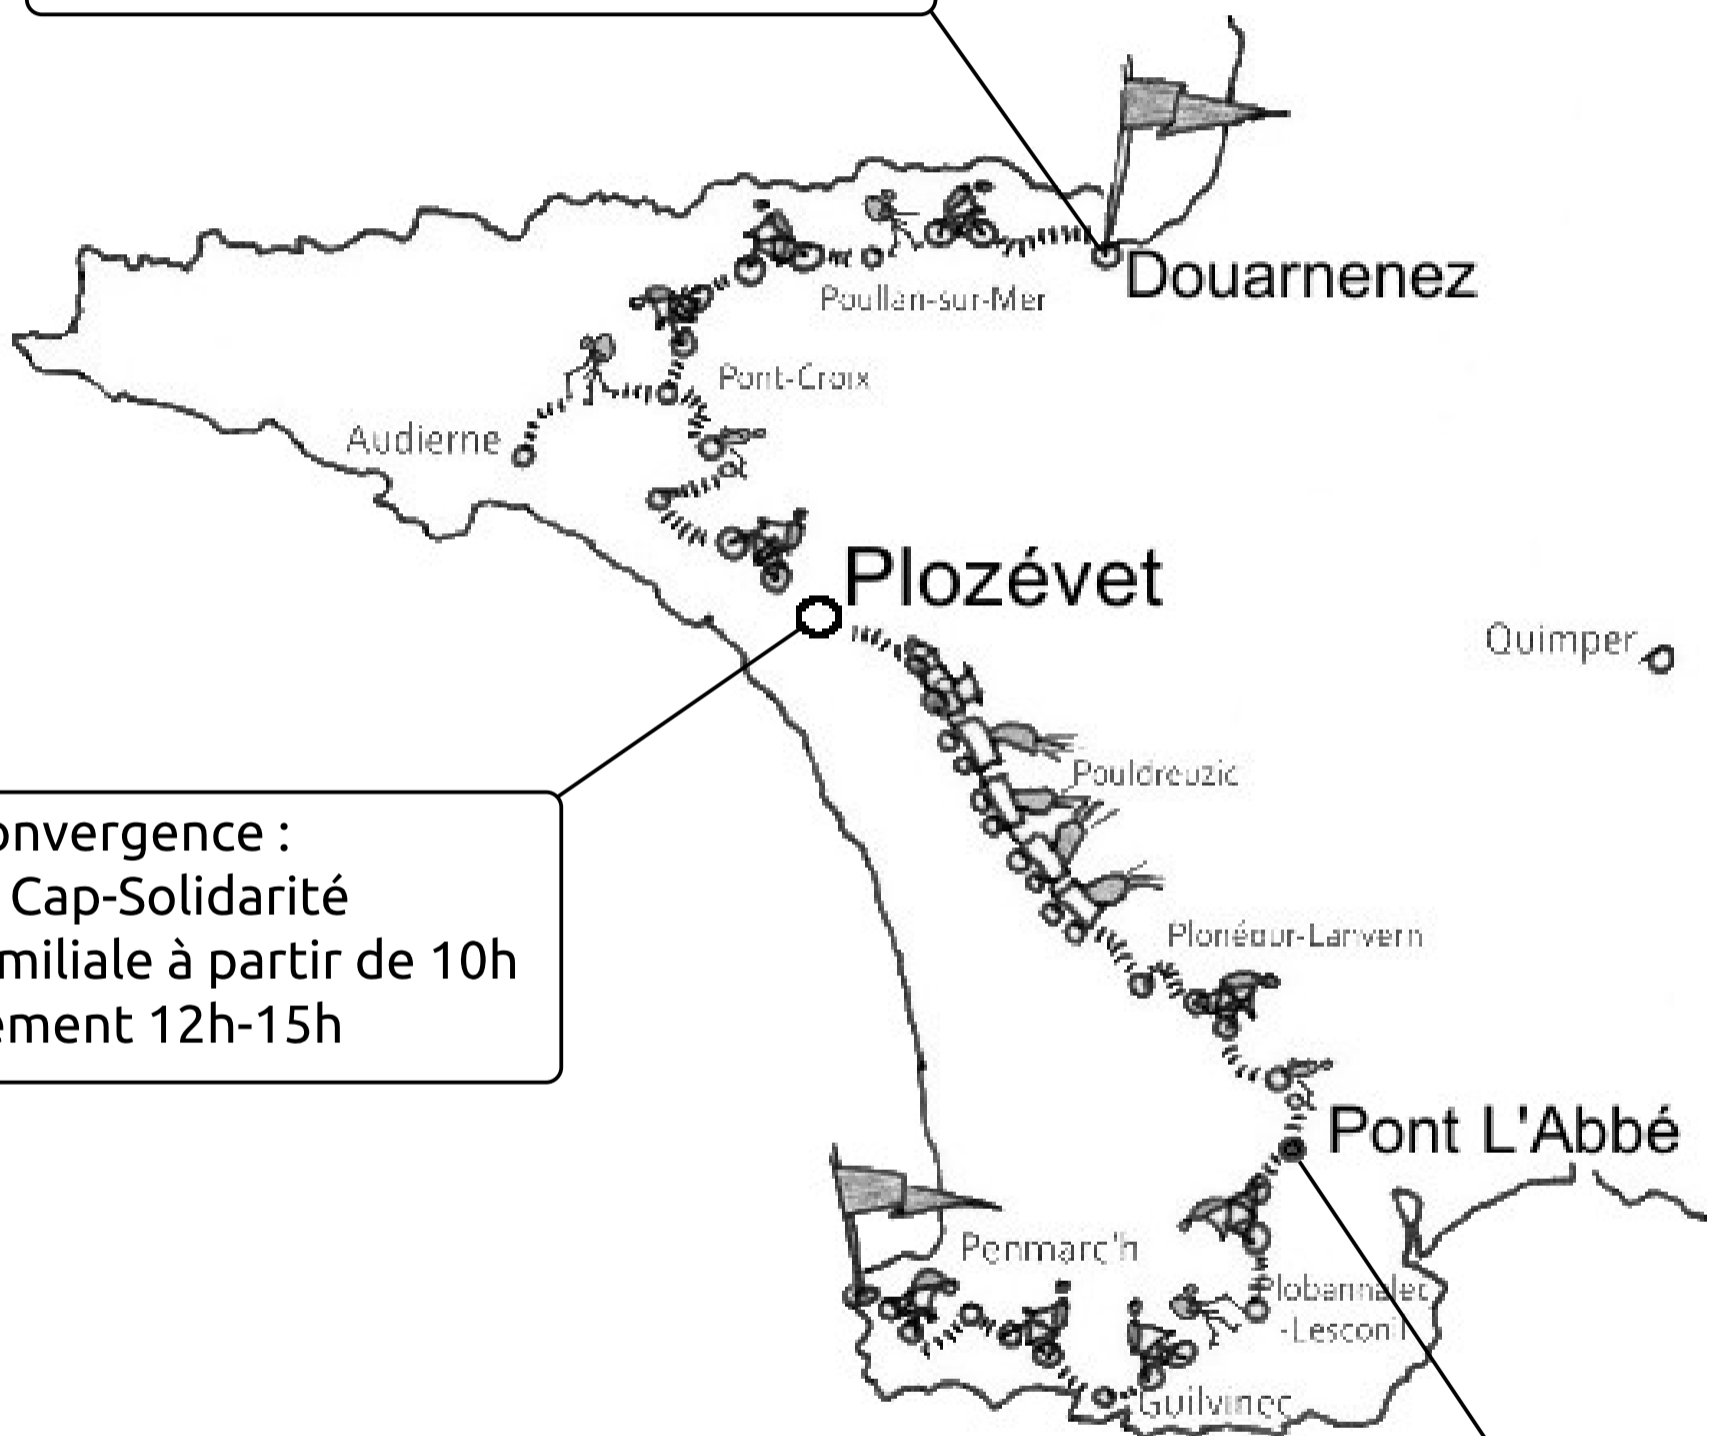 Douarnenez
Poullan-sur-Mer
Pont-Croix
Audierne
Plozévet
Quimper
Pouldreuzic
onvergence :
Cap-Solidarité
miliale à partir de 10h
ement 12h-15h
Plonéour-Lanvern
Pont L'Abbé
Penmarc'h
Plobannalec
-Lesconil
Guilvinec